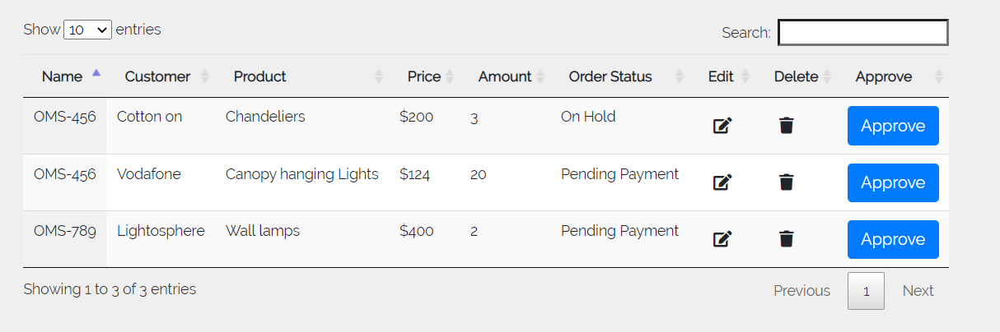 Show 10 entries Search:
Name Customer Product Price Amount Order Status Edit Delete Approve
OMS-456 Cotton on Chandeliers $200 3 On Hold Approve
OMS-456 Vodafone Canopy hanging Lights $124 20 Pending Payment Approve
OMS-789 Lightosphere Wall lamps $400 2 Pending Payment Approve
Showing 1 to 3 of 3 entries Previous 1 Next